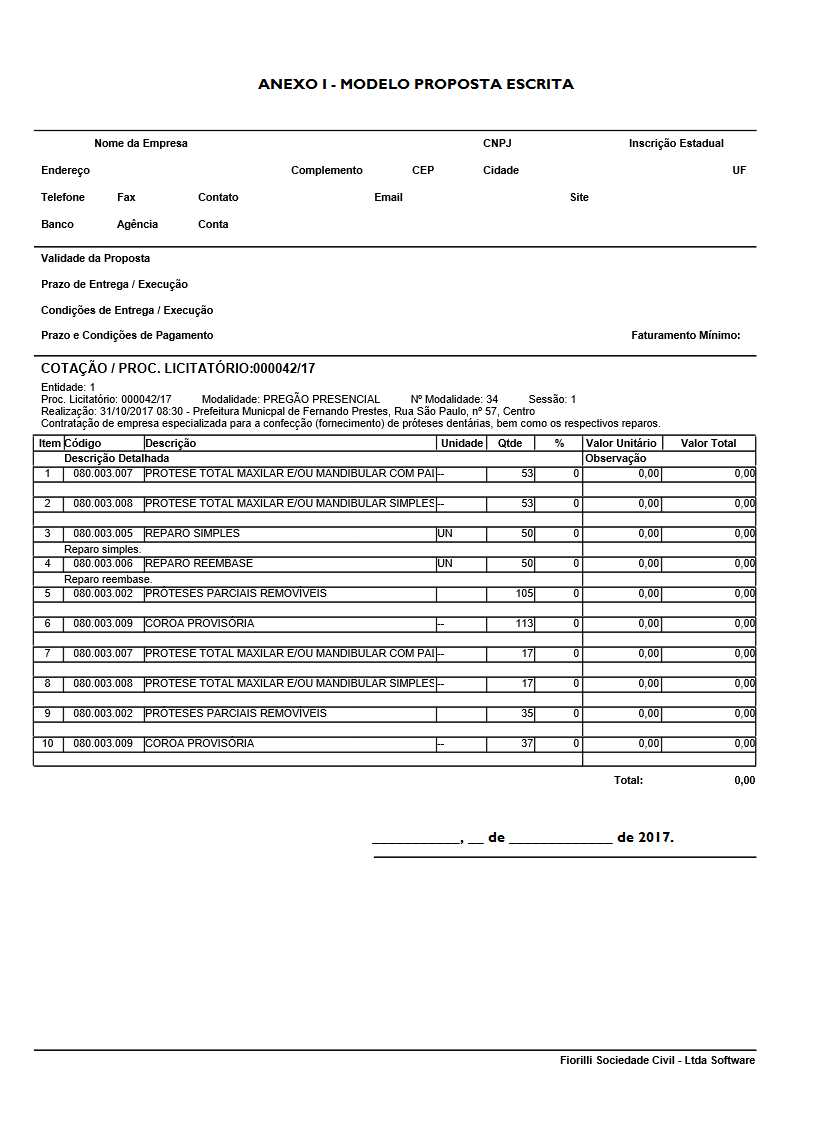 ANEXO I - MODELO PROPOSTA ESCRITA
Nome da Empresa CNPJ Inscrição Estadual
Endereço Complemento CEP Cidade UF
Telefone Fax Contato Email Site
Banco Agência Conta
Validade da Proposta
Prazo de Entrega / Execução
Condições de Entrega / Execução
Prazo e Condições de Pagamento Faturamento Mínimo:
COTAÇÃO / PROC. LICITATÓRIO:000042/17
Entidade: 1
Proc. Licitatório: 000042/17 Modalidade: PREGÃO PRESENCIAL Nº Modalidade: 34 Sessão: 1
Realização: 31/10/2017 08:30 - Prefeitura Municpal de Fernando Prestes, Rua São Paulo, nº 57, Centro
Contratação de empresa especializada para a confecção (fornecimento) de próteses dentárias, bem como os respectivos reparos.
Item Código Descrição Unidade Qtde % Valor Unitário Valor Total
Descrição Detalhada Observação
1 080.003.007 PRÓTESE TOTAL MAXILAR E/OU MANDIBULAR COM PAL -- 53 0 0,00 0,00
2 080.003.008 PRÓTESE TOTAL MAXILAR E/OU MANDIBULAR SIMPLES -- 53 0 0,00 0,00
3 080.003.005 REPARO SIMPLES UN 50 0 0,00 0,00
Reparo simples.
4 080.003.006 REPARO REEMBASE UN 50 0 0,00 0,00
Reparo reembase.
5 080.003.002 PRÓTESES PARCIAIS REMOVÍVEIS 105 0 0,00 0,00
6 080.003.009 COROA PROVISÓRIA -- 113 0 0,00 0,00
7 080.003.007 PRÓTESE TOTAL MAXILAR E/OU MANDIBULAR COM PAL -- 17 0 0,00 0,00
8 080.003.008 PRÓTESE TOTAL MAXILAR E/OU MANDIBULAR SIMPLES -- 17 0 0,00 0,00
9 080.003.002 PRÓTESES PARCIAIS REMOVÍVEIS 35 0 0,00 0,00
10 080.003.009 COROA PROVISÓRIA -- 37 0 0,00 0,00
Total: 0,00
___________, __ de _____________ de 2017.
Fiorilli Sociedade Civil - Ltda Software